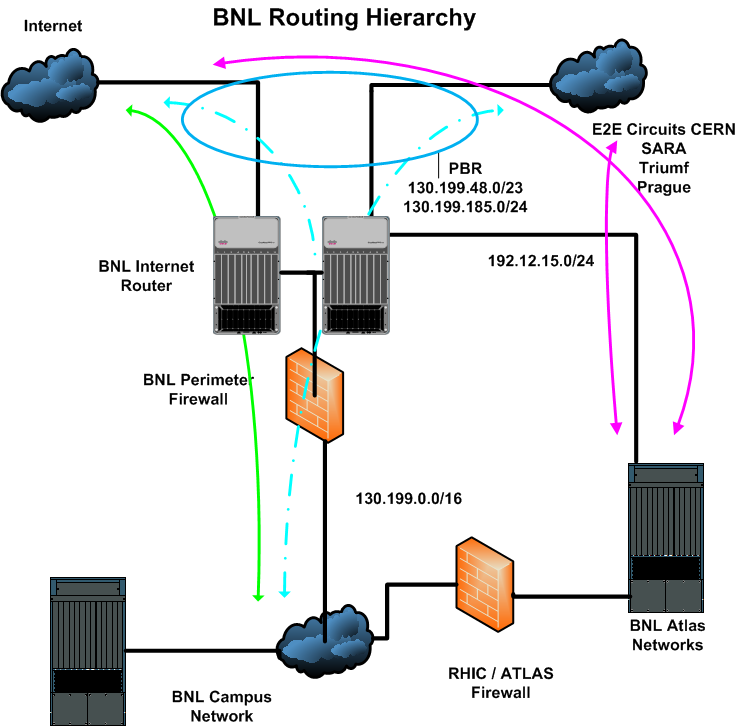 BNL Routing Hierarchy
Internet
E2E Circuits CERN
SARA
Triumf
Prague
PBR
130.199.48.0/23
130.199.185.0/24
192.12.15.0/24
BNL Internet
Router
BNL Perimeter
Firewall
130.199.0.0/16
BNL Atlas
Networks
RHIC / ATLAS
Firewall
BNL Campus
Network